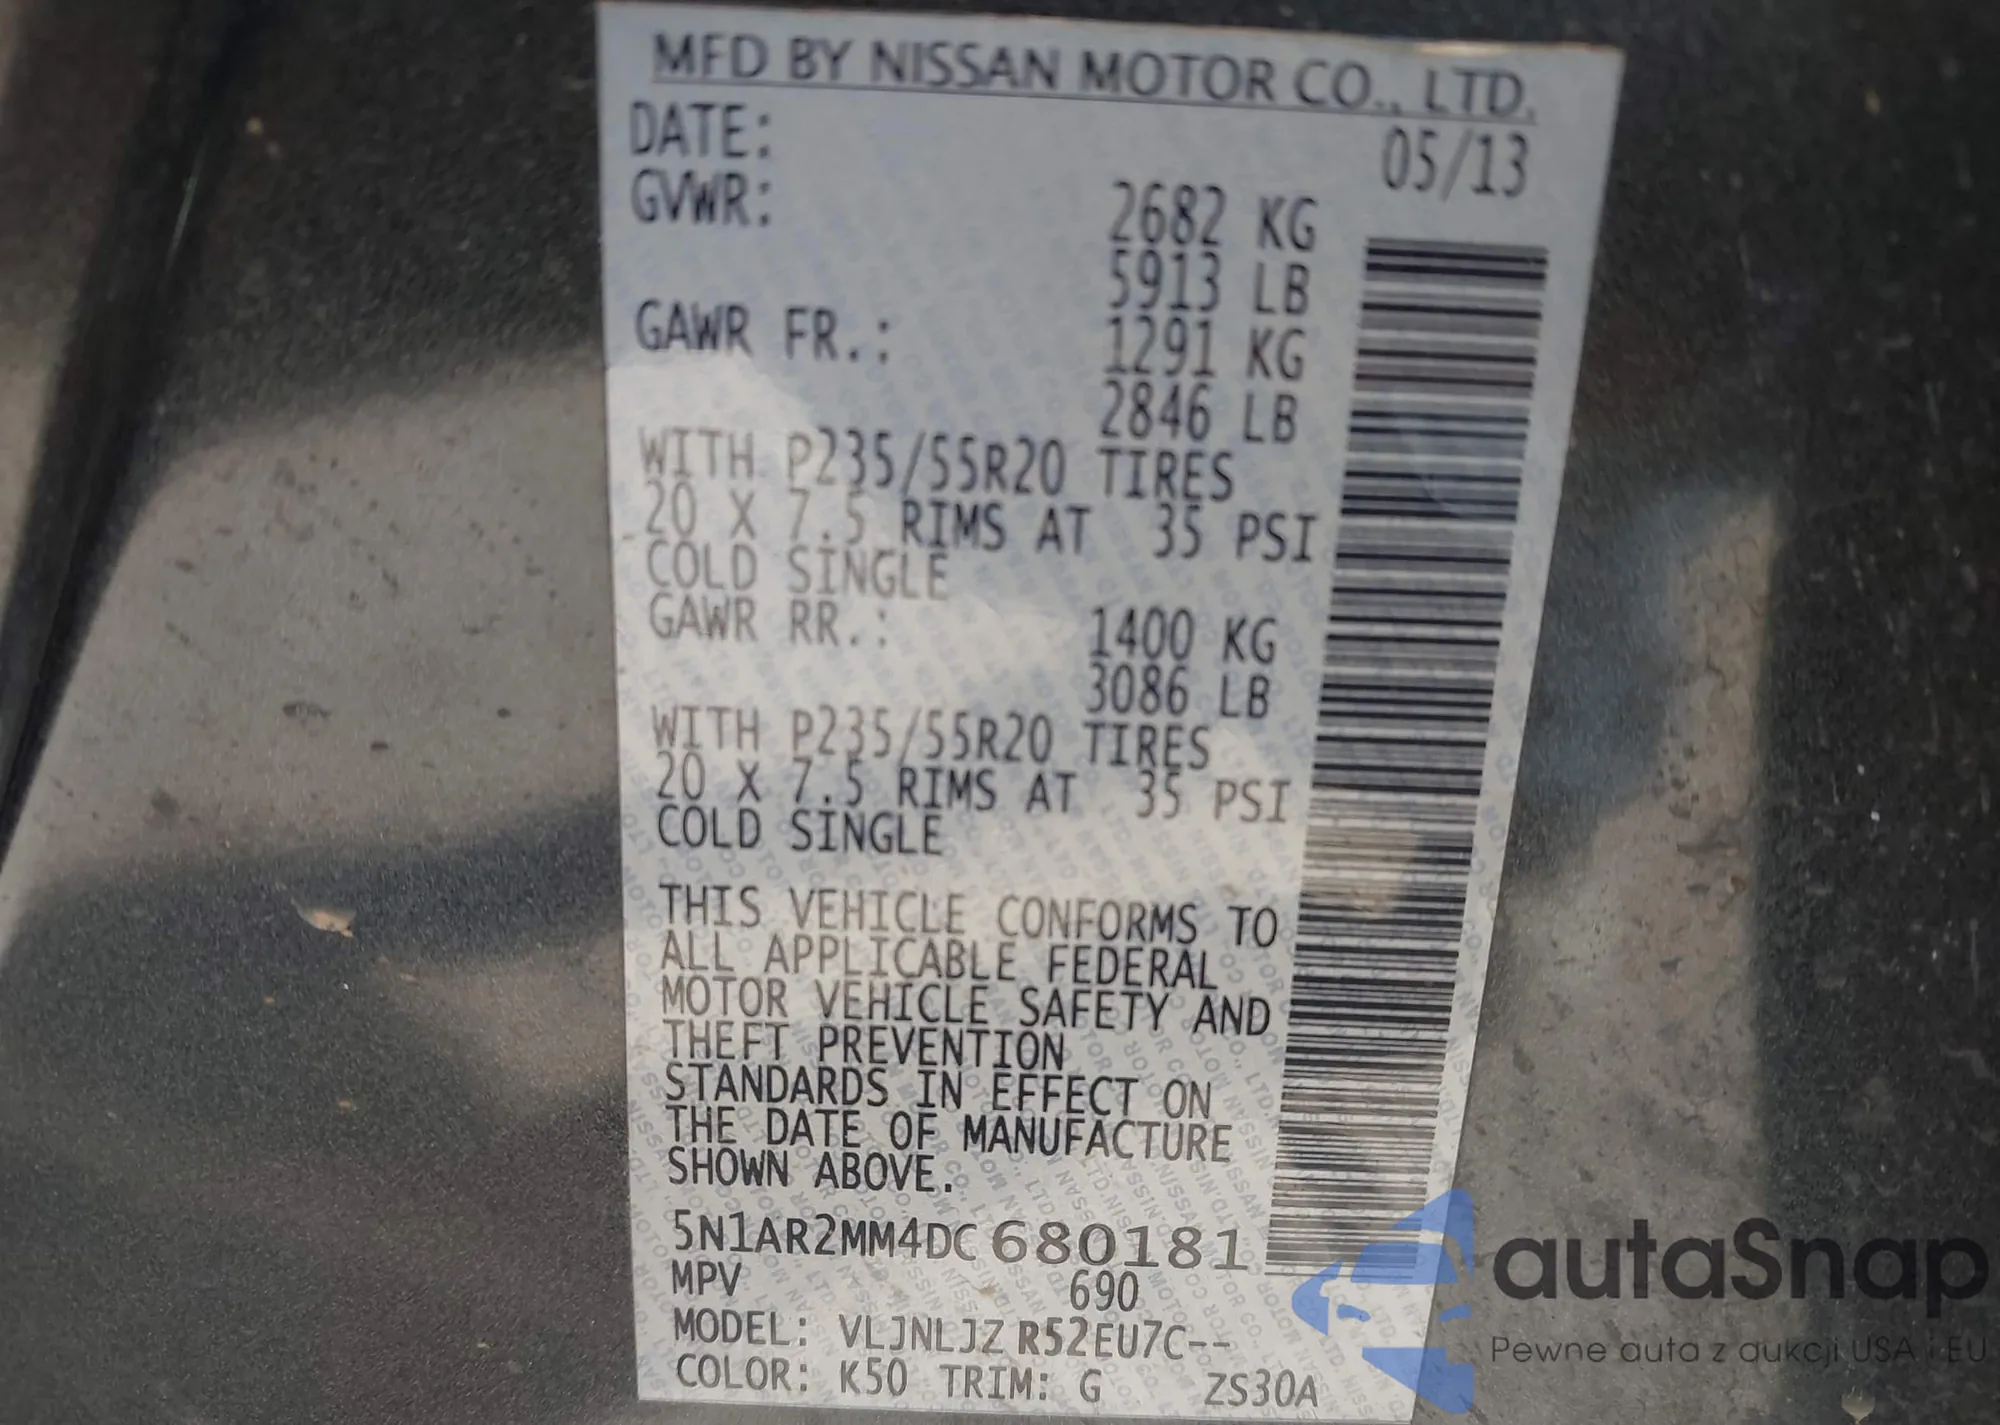 MFD BY NISSAN MOTOR CO., LTD.
DATE: 05/13
GVWR: 2682 KG
5913 LB
GAWR FR.: 1291 KG
2846 LB
WITH P235/55R20 TIRES
20 X 7.5 RIMS AT 35 PSI
COLD SINGLE
GAWR RR.: 1400 KG
3086 LB
WITH P235/55R20 TIRES
20 X 7.5 RIMS AT 35 PSI
COLD SINGLE
THIS VEHICLE CONFORMS TO
ALL APPLICABLE FEDERAL
MOTOR VEHICLE SAFETY AND
THEFT PREVENTION
STANDARDS IN EFFECT ON
THE DATE OF MANUFACTURE
SHOWN ABOVE.
5N1AR2MM4DC680181
MPV 690
MODEL: VLJNLJZ R52EU7C--
COLOR: K50 TRIM: G ZS30A
autaSnap
Pewne auta z aukcji USA i EU